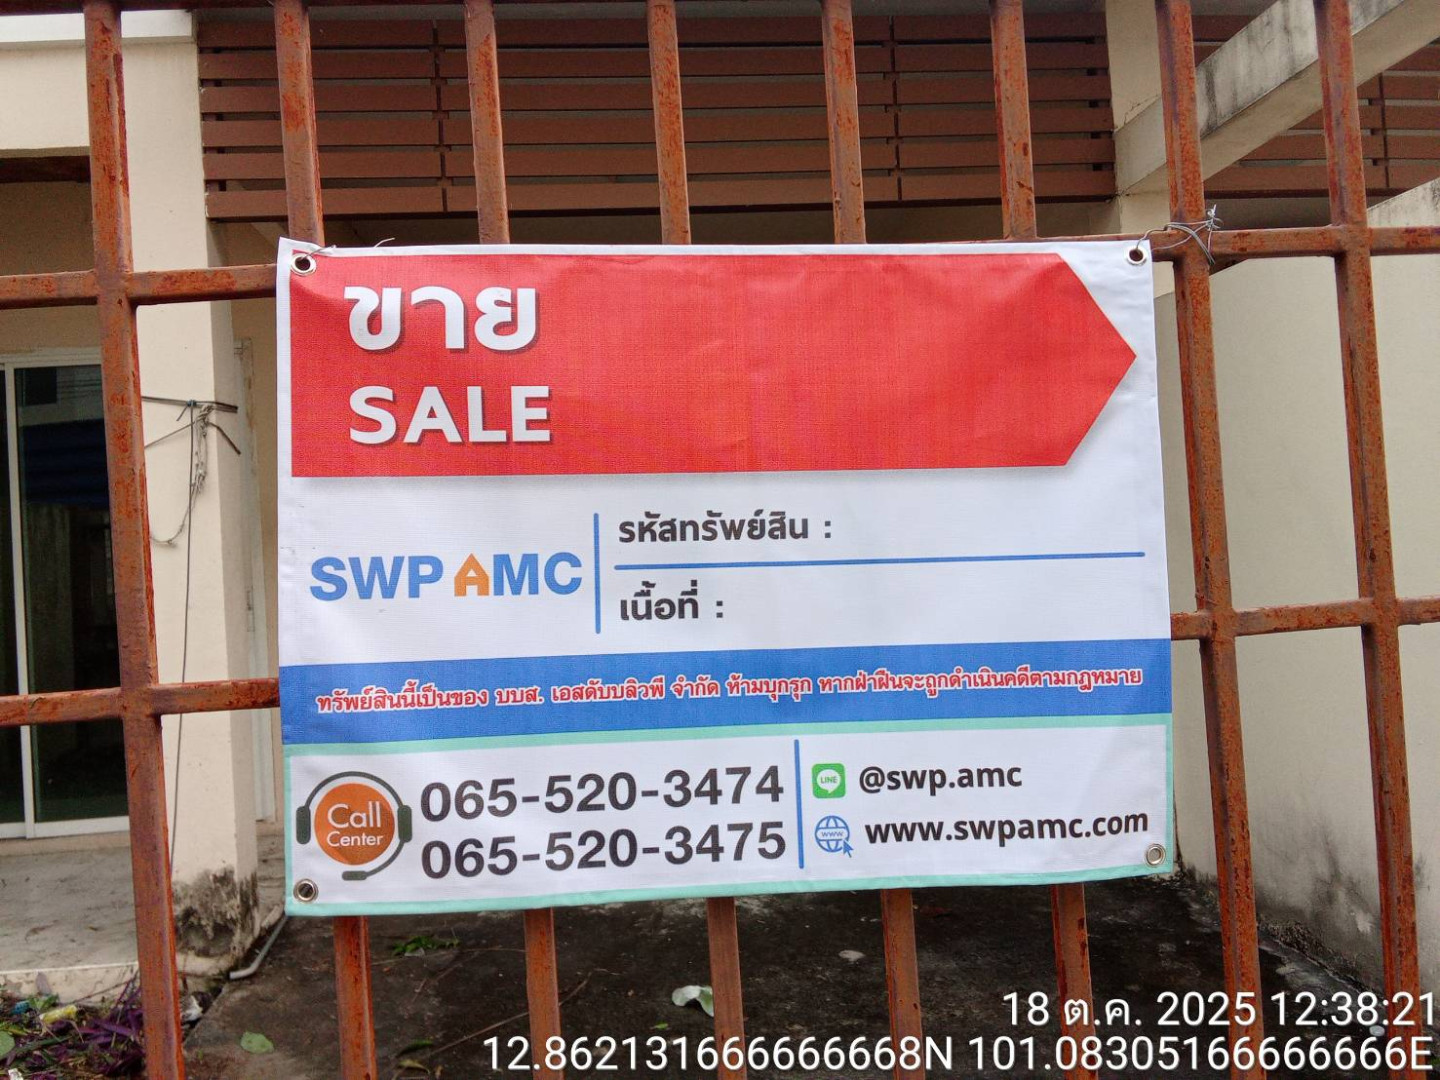 ขาย
SALE
SWP AMC
รหัสทรัพย์สิน :
เนื้อที่ :
ทรัพย์สินนี้เป็นของ บบส. เอสดับบลิวพี จำกัด ห้ามบุกรุก หากฝ่าฝืนจะถูกดำเนินคดีตามกฎหมาย
Call
Center
065-520-3474
065-520-3475
LINE
@swp.amc
www
www.swpamc.com
18 ต.ค. 2025 12:38:21
12.862131666666668N 101.08305166666666E